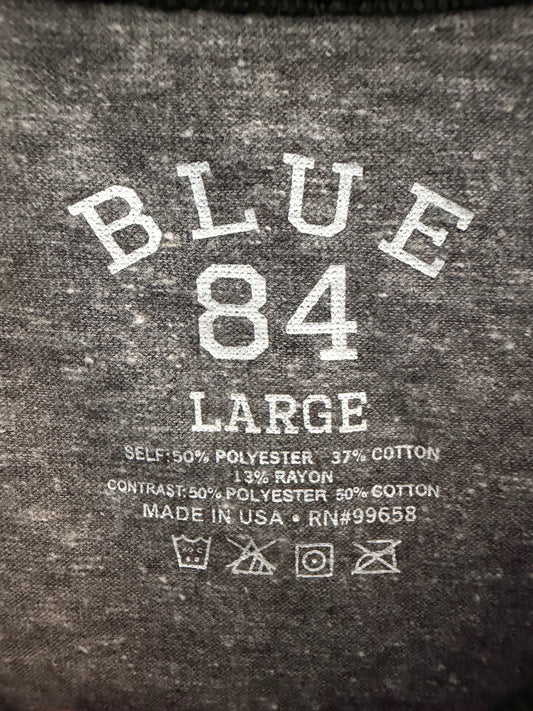 BLUE
84
LARGE
SELF: 50% POLYESTER 37% COTTON
13% RAYON
CONTRAST: 50% POLYESTER 50% COTTON
MADE IN USA • RN#99658